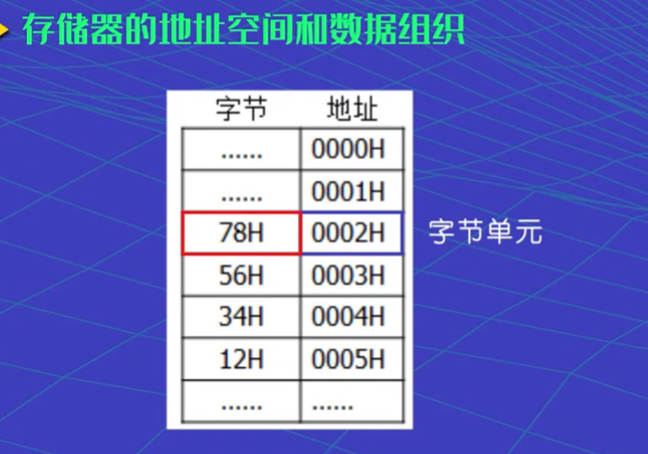 存储器的地址空间和数据组织
字节 地址
...... 0000H
...... 0001H
78H 0002H 字节单元
56H 0003H
34H 0004H
12H 0005H
...... ......